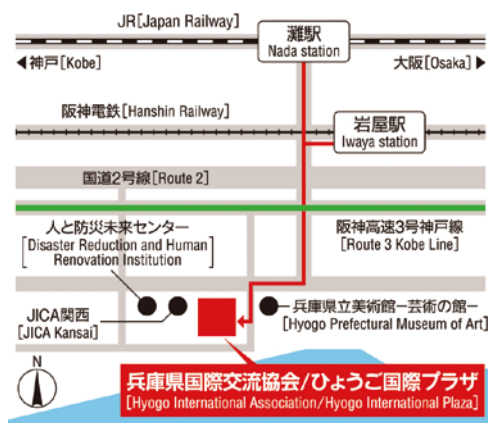 JR[Japan Railway]
灘駅
Nada station
◀神戸[Kobe]
大阪[Osaka]▶
阪神電鉄[Hanshin Railway]
岩屋駅
Iwaya station
国道2号線[Route 2]
人と防災未来センター
[Disaster Reduction and Human
Renovation Institution]
阪神高速3号神戸線
[Route 3 Kobe Line]
JICA関西
[JICA Kansai]
兵庫県立美術館−芸術の館−
[Hyogo Prefectural Museum of Art]
N
兵庫県国際交流協会/ひょうご国際プラザ
[Hyogo International Association/Hyogo International Plaza]